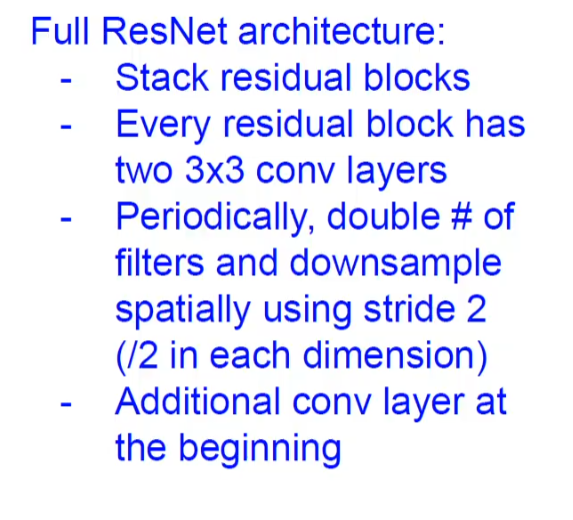 Full ResNet architecture:
- Stack residual blocks
- Every residual block has
two 3x3 conv layers
- Periodically, double # of
filters and downsample
spatially using stride 2
(/2 in each dimension)
- Additional conv layer at
the beginning